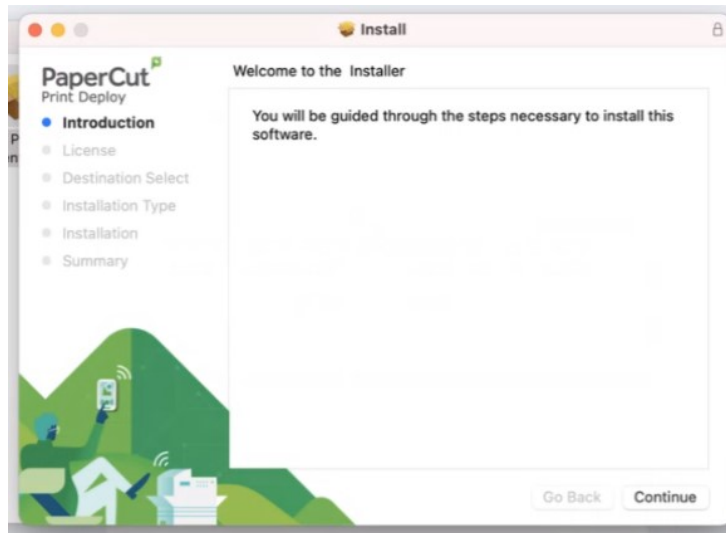 Install
PaperCut
Print Deploy
Welcome to the Installer
Introduction
License
Destination Select
Installation Type
Installation
Summary
You will be guided through the steps necessary to install this
software.
Go Back
Continue